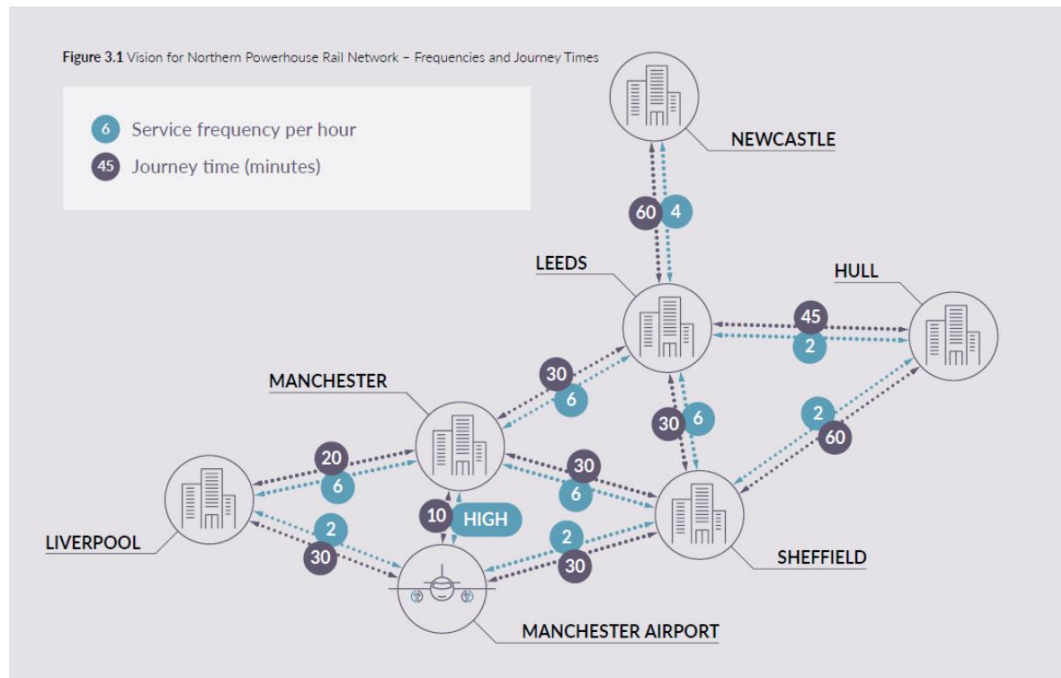 Figure 3.1 Vision for Northern Powerhouse Rail Network – Frequencies and Journey Times
6 Service frequency per hour
45 Journey time (minutes)
NEWCASTLE
60 4
LEEDS
HULL
45
2
30
6
MANCHESTER
30 6
2
60
20
6
30
6
10 HIGH
2
30
LIVERPOOL
2
30
SHEFFIELD
MANCHESTER AIRPORT